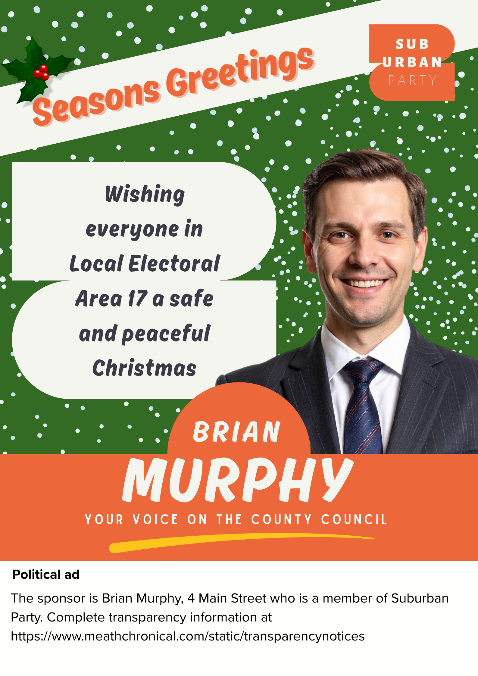 Seasons Greetings
SUB
URBAN
PARTY
Wishing
everyone in
Local Electoral
Area 17 a safe
and peaceful
Christmas
BRIAN
MURPHY
YOUR VOICE ON THE COUNTY COUNCIL
Political ad
The sponsor is Brian Murphy, 4 Main Street who is a member of Suburban
Party. Complete transparency information at
https://www.meathchronical.com/static/transparencynotices